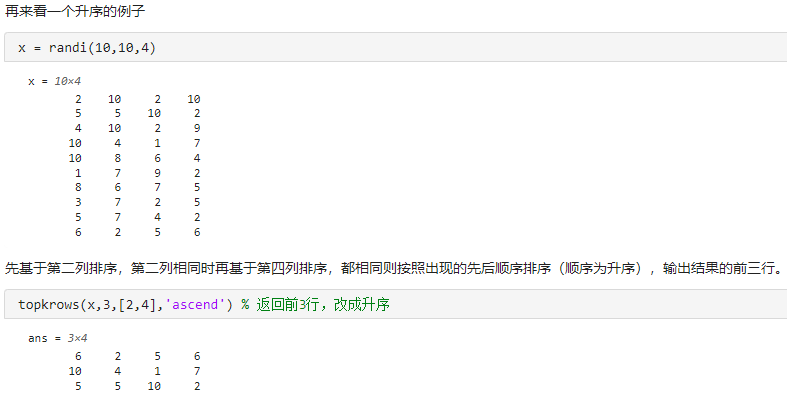 再来看一个升序的例子
x = randi(10,10,4)
x = 10×4
2 10 2 10
5 5 10 2
4 10 2 9
10 4 1 7
10 8 6 4
1 7 9 2
8 6 7 5
3 7 2 5
5 7 4 2
6 2 5 6
先基于第二列排序，第二列相同时再基于第四列排序，都相同则按照出现的先后顺序排序（顺序为升序），输出结果的前三行。
topkrows(x,3,[2,4],'ascend') % 返回前3行，改成升序
ans = 3×4
6 2 5 6
10 4 1 7
5 5 10 2